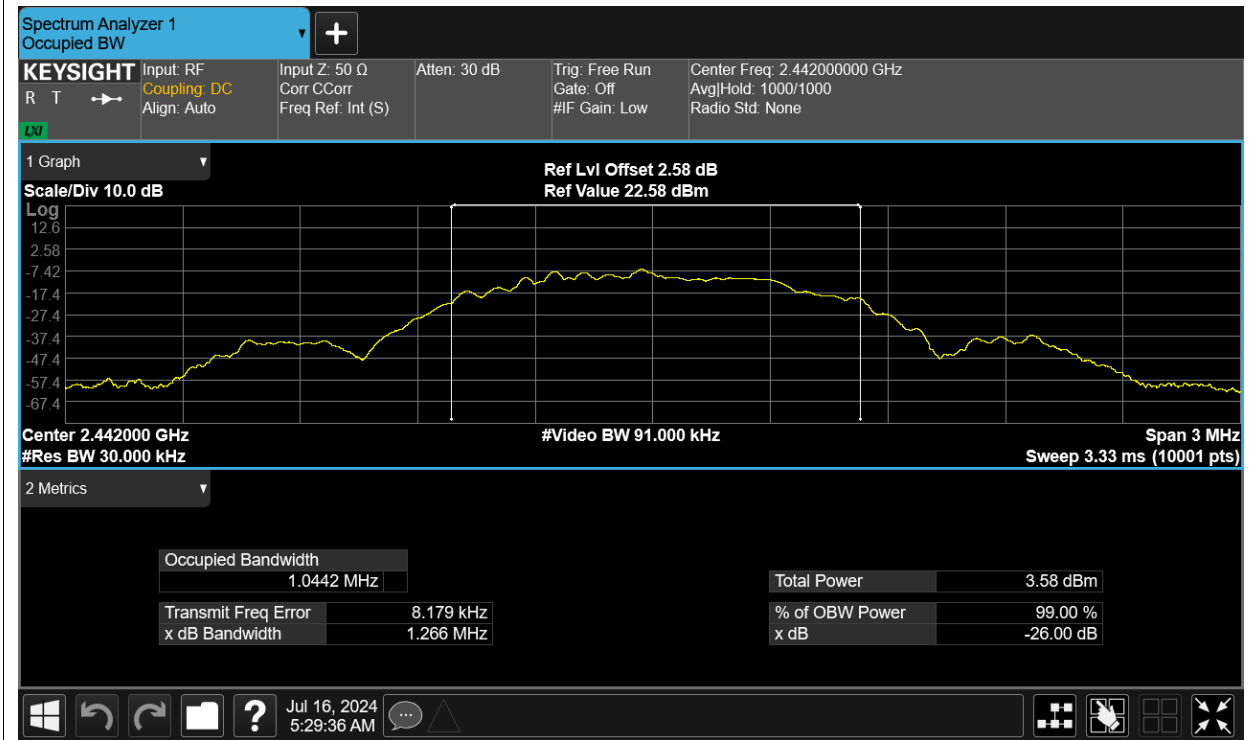 Spectrum Analyzer 1
Occupied BW
+
KEYSIGHT
R T
LXI
Input: RF
Coupling: DC
Align: Auto
Input Z: 50 Ω
Corr CCorr
Freq Ref: Int (S)
Atten: 30 dB
Trig: Free Run
Gate: Off
#IF Gain: Low
Center Freq: 2.442000000 GHz
Avg|Hold: 1000/1000
Radio Std: None
1 Graph
Scale/Div 10.0 dB
Ref Lvl Offset 2.58 dB
Ref Value 22.58 dBm
Log
12.6
2.58
-7.42
-17.4
-27.4
-37.4
-47.4
-57.4
-67.4
Center 2.442000 GHz
#Video BW 91.000 kHz
Span 3 MHz
#Res BW 30.000 kHz
Sweep 3.33 ms (10001 pts)
2 Metrics
Occupied Bandwidth
1.0442 MHz
Total Power 3.58 dBm
Transmit Freq Error 8.179 kHz
% of OBW Power 99.00 %
x dB Bandwidth 1.266 MHz
x dB -26.00 dB
?
Jul 16, 2024
5:29:36 AM